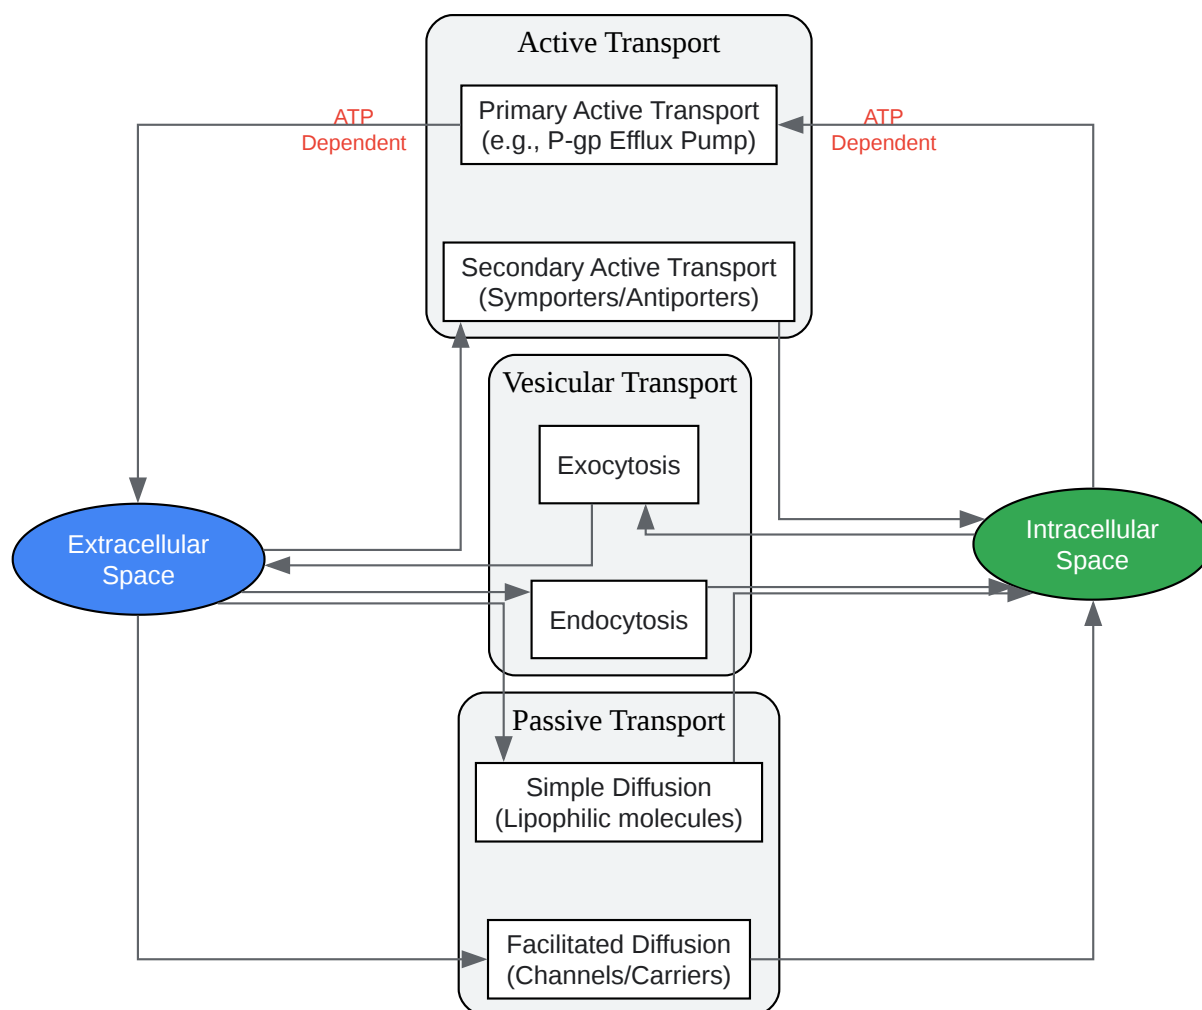 Active Transport
Primary Active Transport
(e.g., P-gp Efflux Pump)
ATP
Dependent
ATP
Dependent
Secondary Active Transport
(Symporters/Antiporters)
Vesicular Transport
Exocytosis
Extracellular
Space
Intracellular
Space
Endocytosis
Passive Transport
Simple Diffusion
(Lipophilic molecules)
Facilitated Diffusion
(Channels/Carriers)